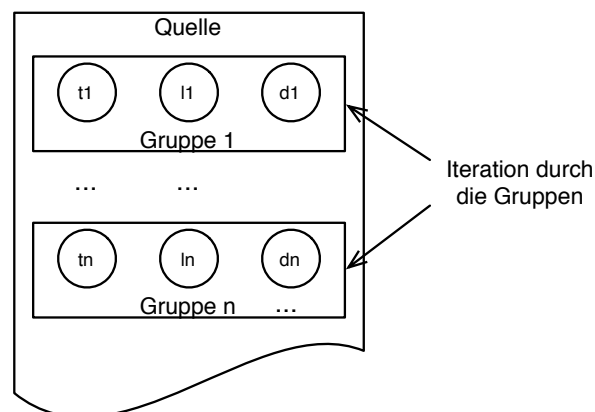 Quelle
t1 l1 d1
Gruppe 1
... ...
Iteration durch
die Gruppen
tn ln dn
Gruppe n ...